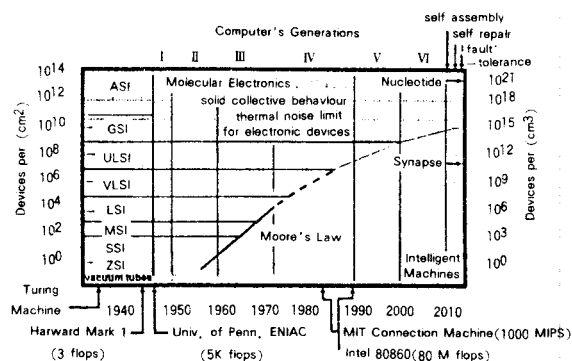 self assembly
self repair
fault
tolerance
Computer's Generations
I II III IV V VI
10^14 ASI Molecular Electronics Nucleotide 10^21
10^12 solid collective behaviour 10^18
thermal noise limit
10^10 GSI for electronic devices 10^15
10^8 ULSI 10^12
Synapse
10^6 VLSI 10^9
10^4 LSI 10^6
10^2 MSI Moore's Law 10^3
SSI
10^0 ZSI Intelligent Machines 10^0
vacuum tubes
Devices per (cm2)
Devices per (cm3)
Turing
Machine
1940 1950 1960 1970 1980 1990 2000 2010
Harward Mark 1
(3 flops)
Univ. of Penn. ENIAC
(5K flops)
MIT Connection Machine (1000 MIPS)
Intel 80860 (80 M flops)